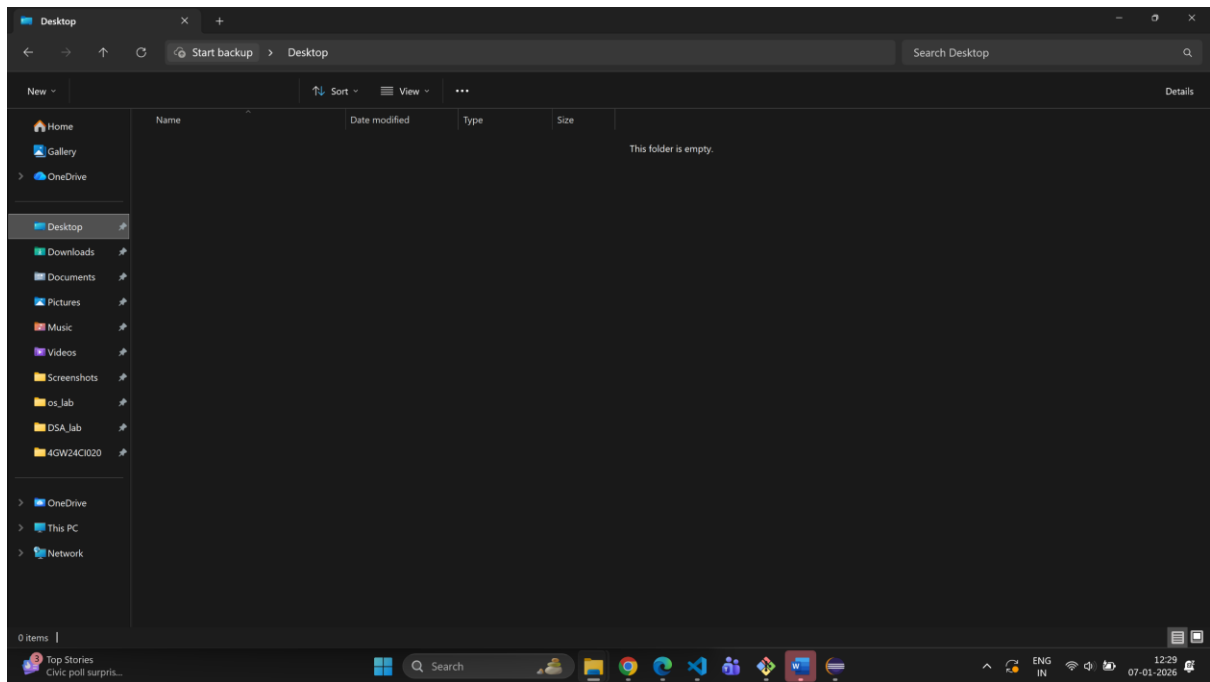 Desktop
Start backup > Desktop
Search Desktop
New
Sort
View
Details
Name
Date modified
Type
Size
This folder is empty.
Home
Gallery
OneDrive
Desktop
Downloads
Documents
Pictures
Music
Videos
Screenshots
os_lab
DSA_lab
4GW24CI020
OneDrive
This PC
Network
0 items
3
Top Stories
Civic poll surpris...
Search
ENG
IN
12:29
07-01-2026